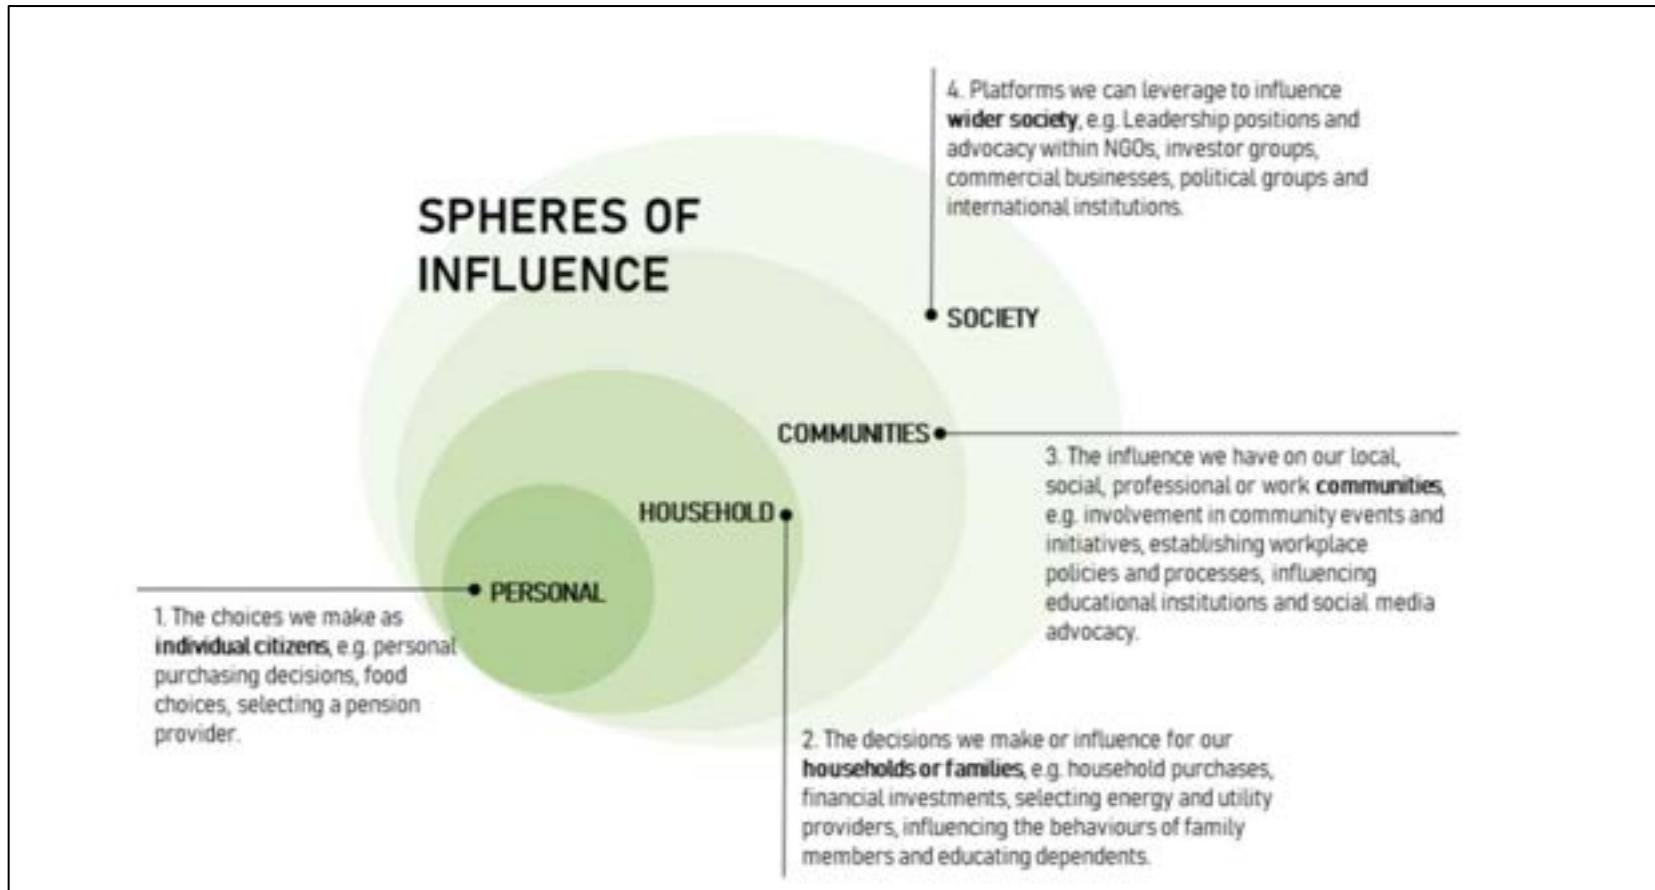 SPHERES OF
INFLUENCE
4. Platforms we can leverage to influence
wider society, e.g. Leadership positions and
advocacy within NGOs, investor groups,
commercial businesses, political groups and
international institutions.
SOCIETY
COMMUNITIES
3. The influence we have on our local,
social, professional or work communities,
e.g. involvement in community events and
initiatives, establishing workplace
policies and processes, influencing
educational institutions and social media
advocacy.
HOUSEHOLD
PERSONAL
1. The choices we make as
individual citizens, e.g. personal
purchasing decisions, food
choices, selecting a pension
provider.
2. The decisions we make or influence for our
households or families, e.g. household purchases,
financial investments, selecting energy and utility
providers, influencing the behaviours of family
members and educating dependents.